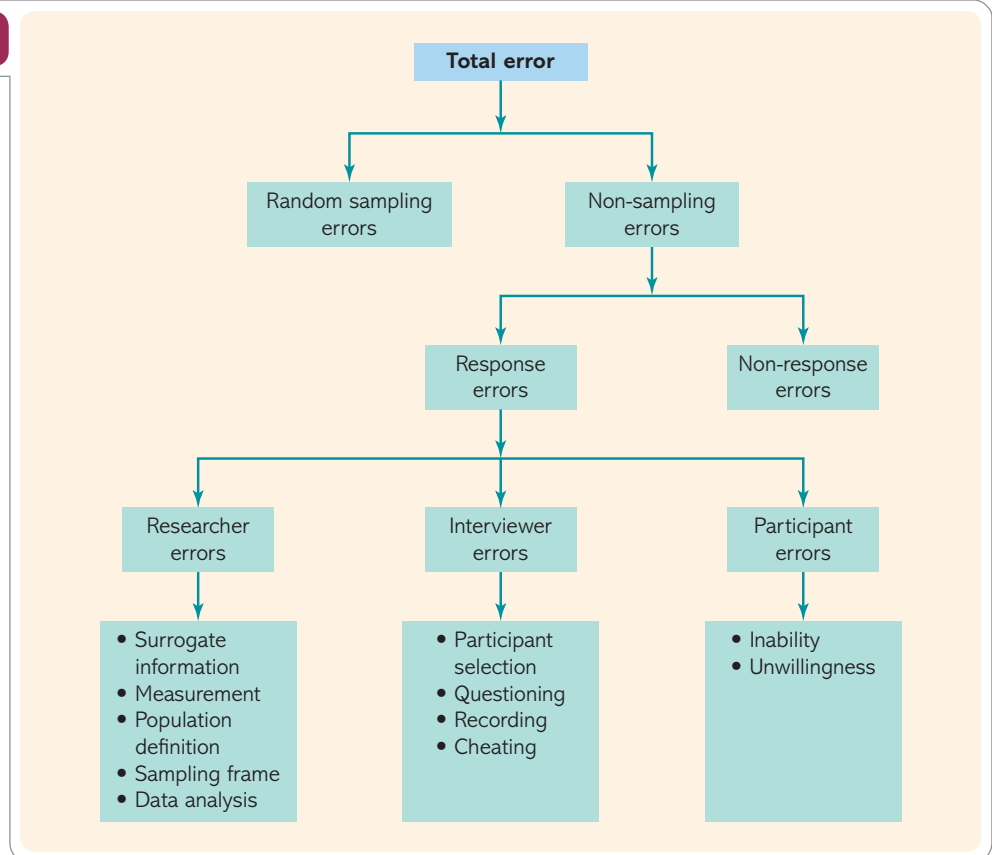 Total error
Random sampling
errors
Non-sampling
errors
Response
errors
Non-response
errors
Researcher
errors
Interviewer
errors
Participant
errors
• Surrogate
information
• Measurement
• Population
definition
• Sampling frame
• Data analysis
• Participant
selection
• Questioning
• Recording
• Cheating
• Inability
• Unwillingness